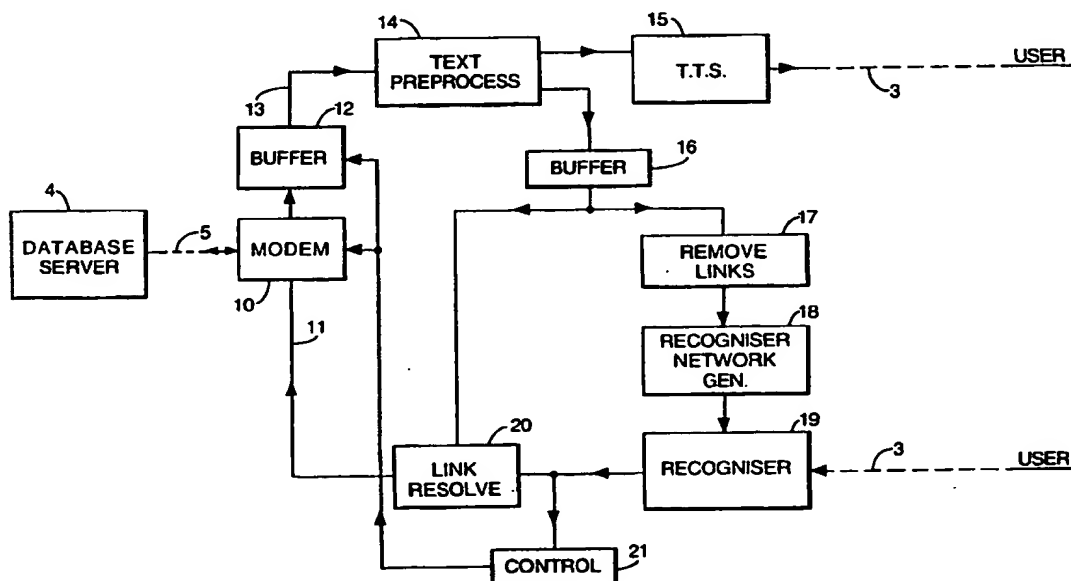 14
TEXT
PREPROCESS
15
T.T.S.
USER
3
13
12
BUFFER
16
BUFFER
4
DATABASE
SERVER
5
MODEM
10
17
REMOVE
LINKS
11
18
RECOGNISER
NETWORK
GEN.
20
LINK
RESOLVE
19
RECOGNISER
3
USER
CONTROL
21